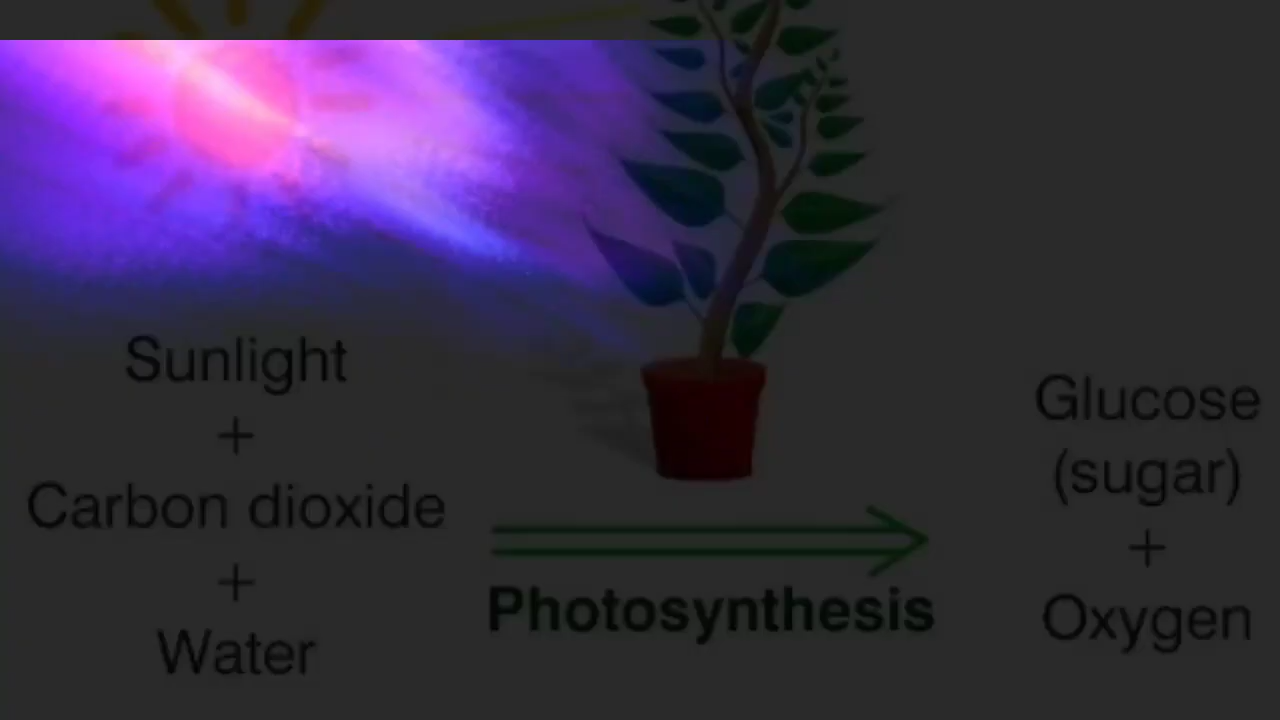 Sunlight
+
Carbon dioxide
+
Water
Photosynthesis
Glucose
(sugar)
+
Oxygen